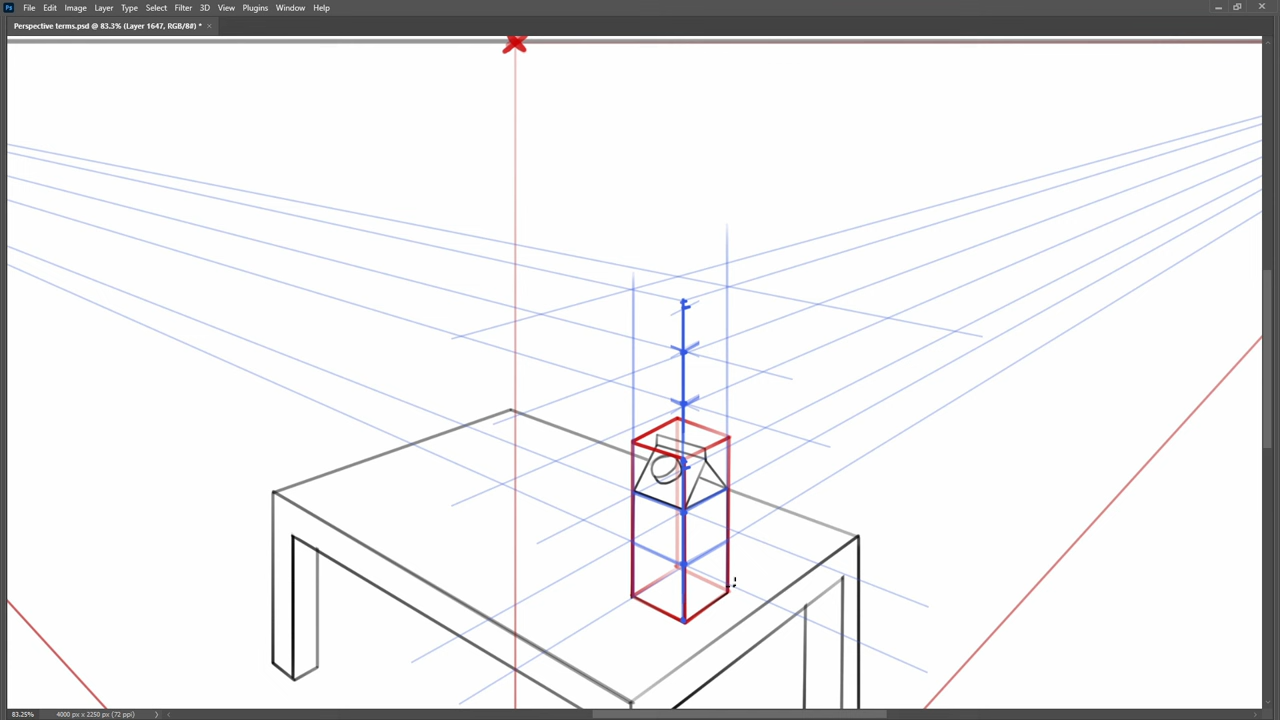 Ps File Edit Image Layer Type Select Filter 3D View Plugins Window Help
Perspective terms.psd @ 83.3% (Layer 1647, RGB/8#) * ×
83.25% 4000 px x 2250 px (72 ppi)